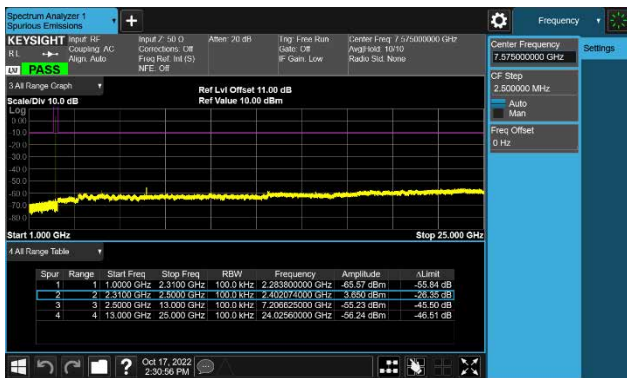 Spectrum Analyzer 1
Spurious Emissions
+
Frequency
KEYSIGHT Input: RF
Input Z: 50 Ω
Atten: 20 dB
Trig: Free Run
Center Freq: 7.575000000 GHz
RL
Coupling: AC
Corrections: Off
Gate: Off
Avg|Hold: 10/10
Align: Auto
Freq Ref: Int (S)
IF Gain: Low
Radio Std: None
NFE: Off
LXI PASS
Center Frequency
7.575000000 GHz
Settings
CF Step
2.500000 MHz
Auto
Man
Freq Offset
0 Hz
3 All Range Graph
Ref Lvl Offset 11.00 dB
Scale/Div 10.0 dB
Ref Value 10.00 dBm
Log
0.00
-10.0
-20.0
-30.0
-40.0
-50.0
-60.0
-70.0
-80.0
Start 1.000 GHz
Stop 25.000 GHz
4 All Range Table
Spur Range Start Freq Stop Freq RBW Frequency Amplitude ΔLimit
1 1 1.0000 GHz 2.3100 GHz 100.0 kHz 2.283800000 GHz -65.57 dBm -55.84 dB
2 2 2.3100 GHz 2.5000 GHz 100.0 kHz 2.402074000 GHz 3.650 dBm -26.35 dB
3 3 2.5000 GHz 13.000 GHz 100.0 kHz 7.206625000 GHz -55.23 dBm -45.50 dB
4 4 13.000 GHz 25.000 GHz 100.0 kHz 24.02560000 GHz -56.24 dBm -46.51 dB
?
Oct 17, 2022
2:30:56 PM